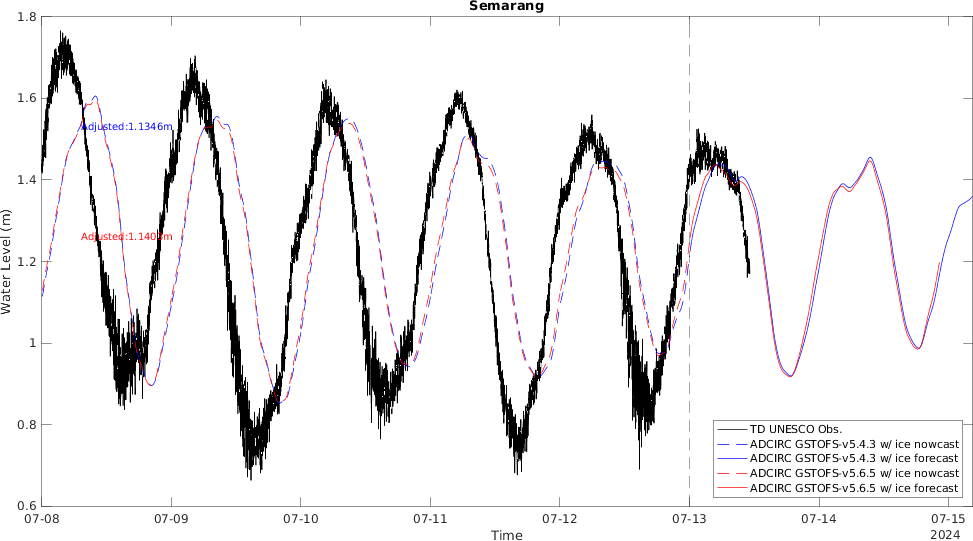 Semarang
1.8
1.6
1.4
1.2
1
0.8
0.6
Water Level (m)
Adjusted:1.1346m
TD UNESCO Obs.
ADCIRC GSTOFS-v5.4.3 w/ ice nowcast
ADCIRC GSTOFS-v5.4.3 w/ ice forecast
ADCIRC GSTOFS-v5.6.5 w/ ice nowcast
ADCIRC GSTOFS-v5.6.5 w/ ice forecast
07-08 07-09 07-10 07-11 07-12 07-13 07-14 07-15
Time
2024